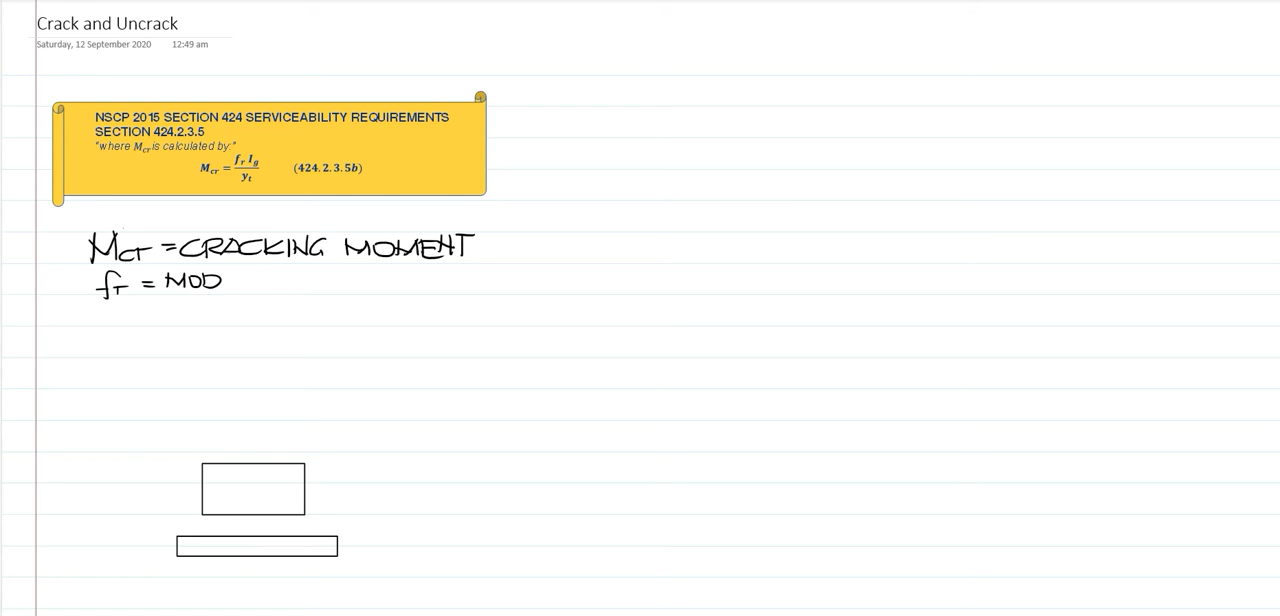 Crack and Uncrack
Saturday, 12 September 2020 12:49 am
NSCP 2015 SECTION 424 SERVICEABILITY REQUIREMENTS
SECTION 424.2.3.5
"where Mcr is calculated by:"
Mcr = fr Ig / yt (424.2.3.5b)
Mcr = CRACKING MOMENT
fr = MOD